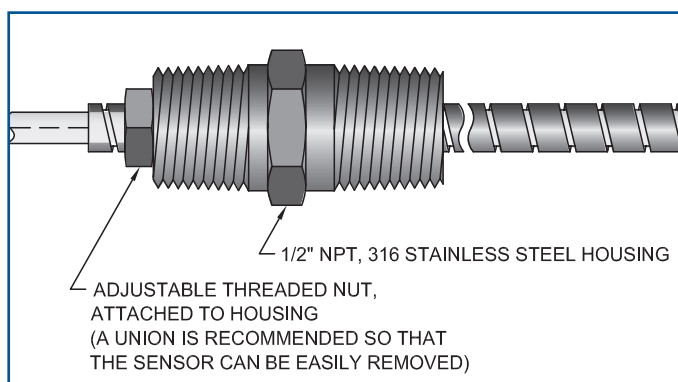 1/2" NPT, 316 STAINLESS STEEL HOUSING
ADJUSTABLE THREADED NUT,
ATTACHED TO HOUSING
(A UNION IS RECOMMENDED SO THAT
THE SENSOR CAN BE EASILY REMOVED)